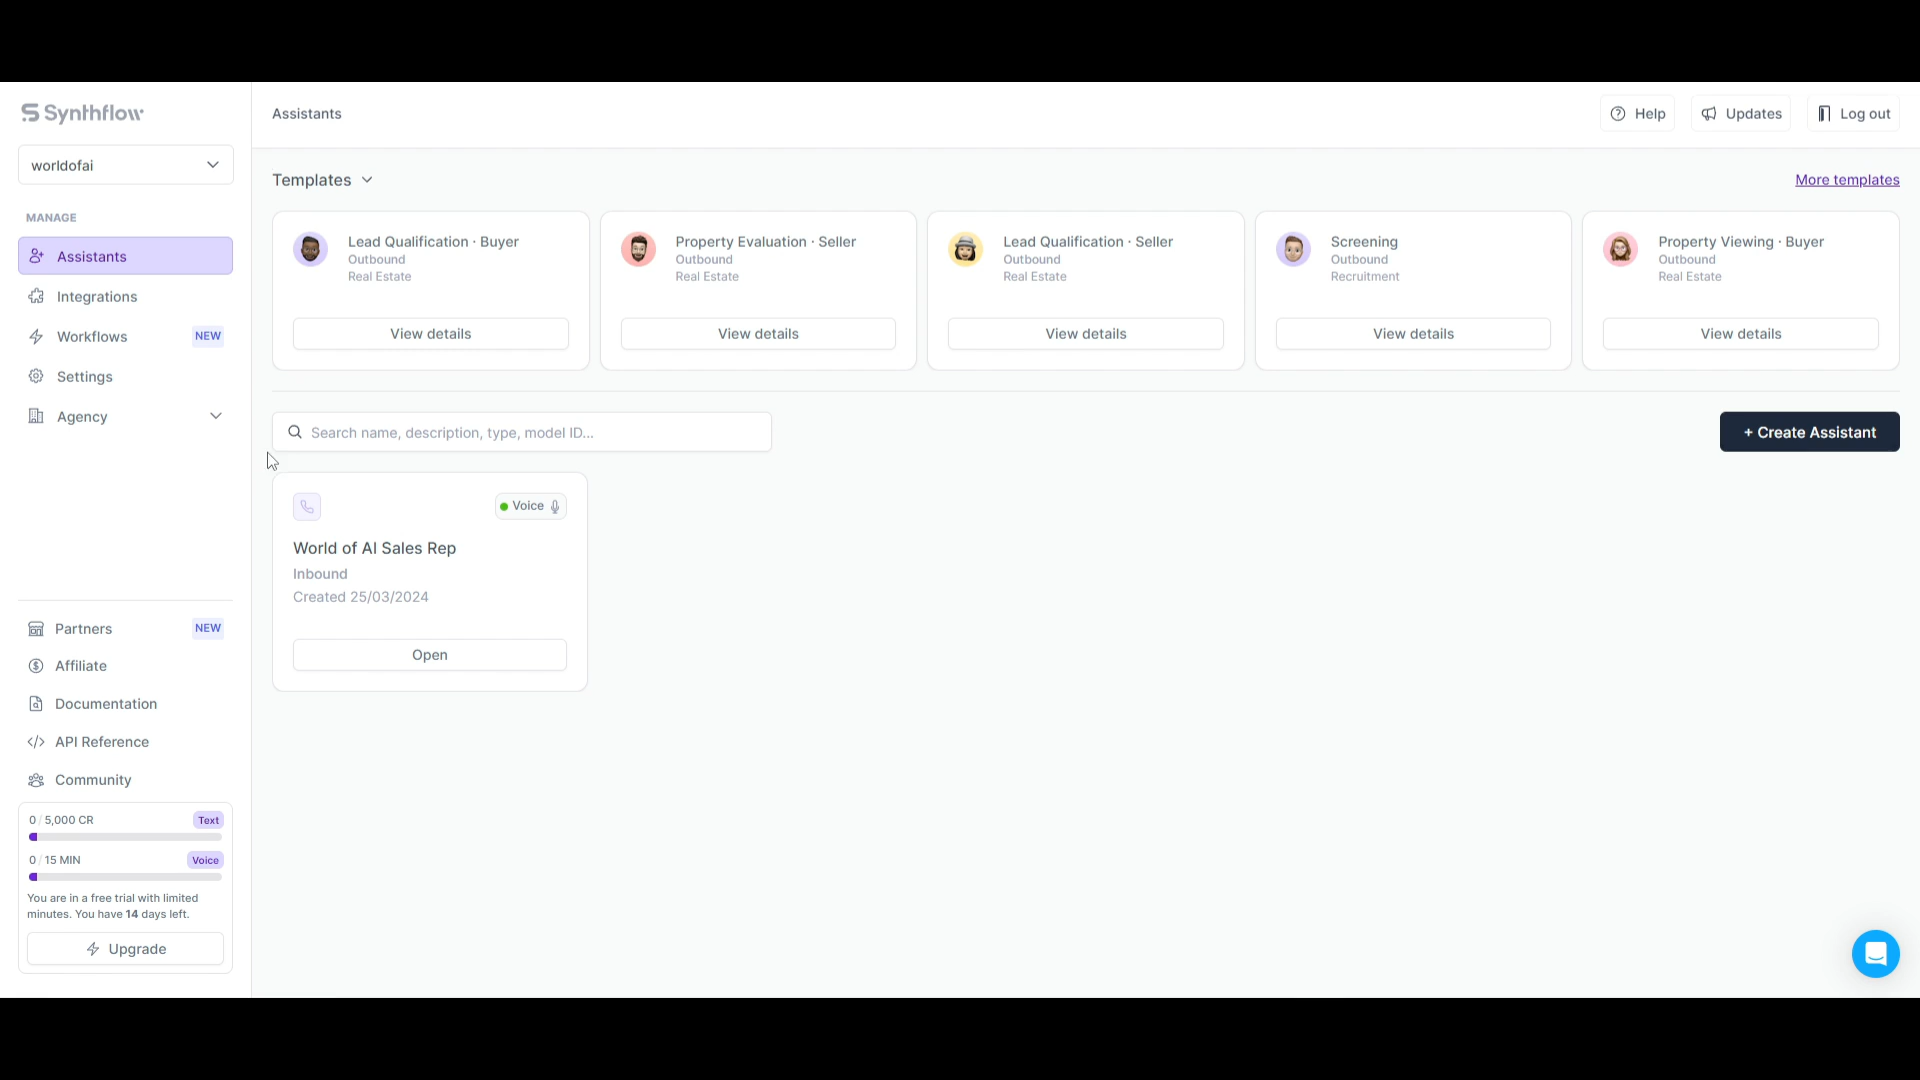 Synthflow
Assistants
Help
Updates
Log out
worldofai
MANAGE
Assistants
Integrations
Workflows NEW
Settings
Agency
Partners NEW
Affiliate
Documentation
API Reference
Community
0 / 5,000 CR Text
0 / 15 MIN Voice
You are in a free trial with limited
minutes. You have 14 days left.
Upgrade
Templates
More templates
Lead Qualification · Buyer
Outbound
Real Estate
View details
Property Evaluation · Seller
Outbound
Real Estate
View details
Lead Qualification · Seller
Outbound
Real Estate
View details
Screening
Outbound
Recruitment
View details
Property Viewing · Buyer
Outbound
Real Estate
View details
Search name, description, type, model ID...
+ Create Assistant
Voice
World of AI Sales Rep
Inbound
Created 25/03/2024
Open